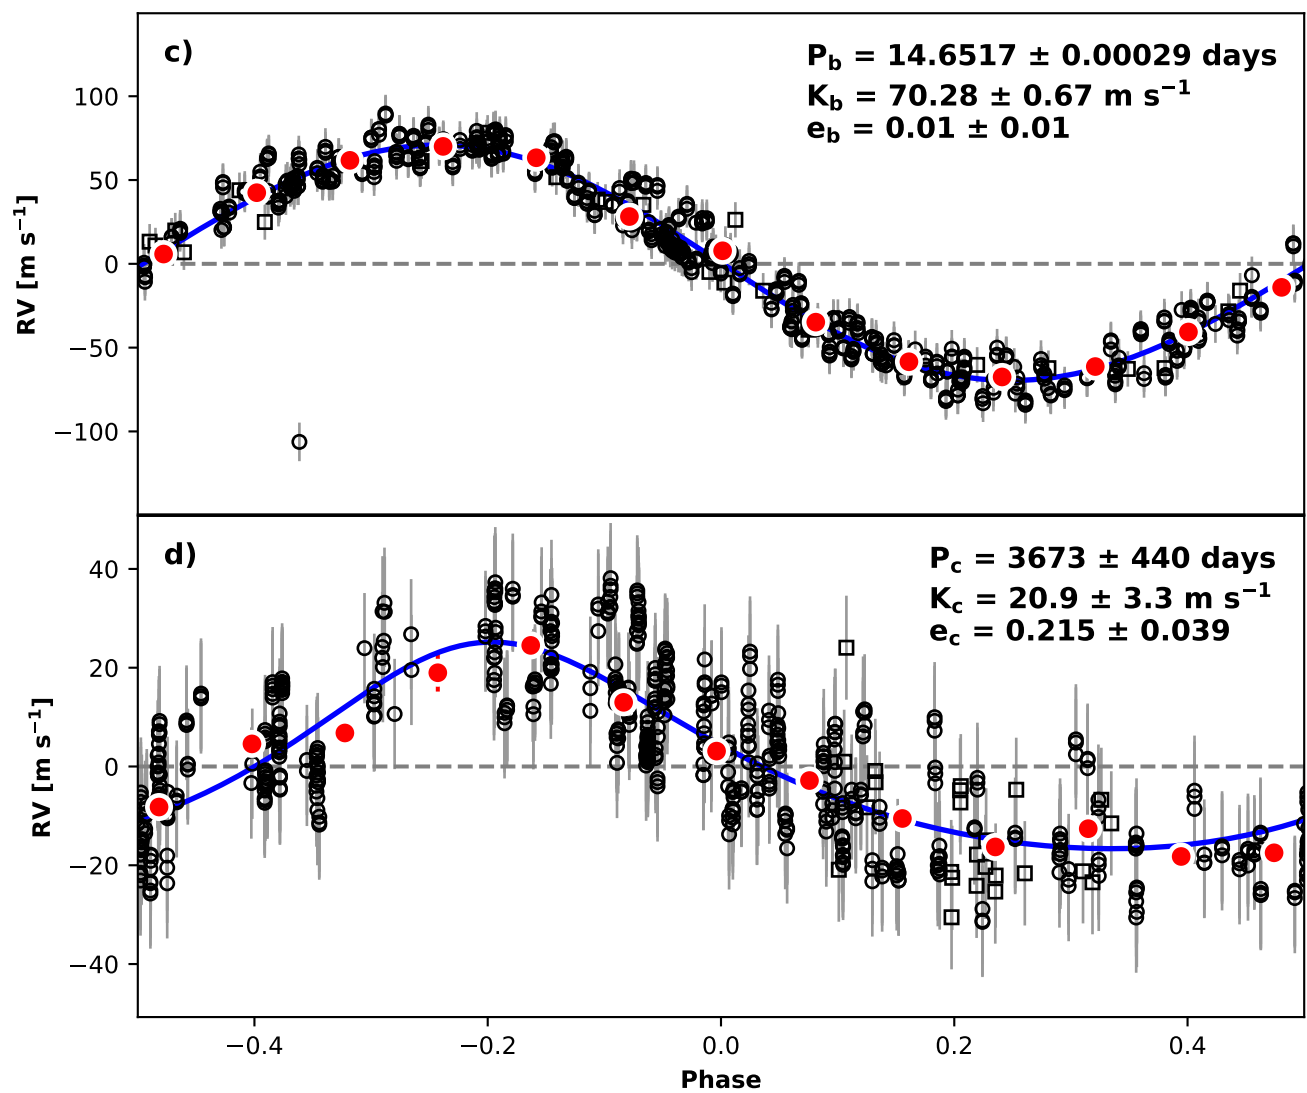 c)
P_b = 14.6517 ± 0.00029 days
K_b = 70.28 ± 0.67 m s⁻¹
e_b = 0.01 ± 0.01
100
50
0
−50
−100
RV [m s⁻¹]
d)
P_c = 3673 ± 440 days
K_c = 20.9 ± 3.3 m s⁻¹
e_c = 0.215 ± 0.039
40
20
0
−20
−40
RV [m s⁻¹]
−0.4 −0.2 0.0 0.2 0.4
Phase